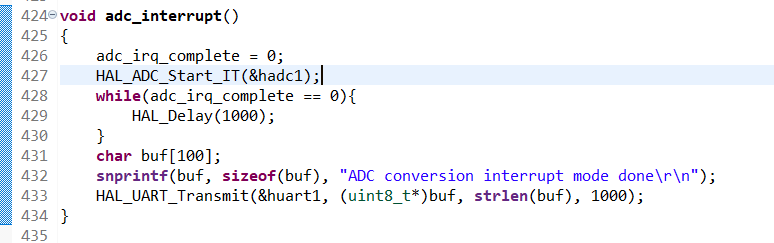 424 void adc_interrupt()
425 {
426     adc_irq_complete = 0;
427     HAL_ADC_Start_IT(&hadc1);
428     while(adc_irq_complete == 0){
429         HAL_Delay(1000);
430     }
431     char buf[100];
432     snprintf(buf, sizeof(buf), "ADC conversion interrupt mode done\r\n");
433     HAL_UART_Transmit(&huart1, (uint8_t*)buf, strlen(buf), 1000);
434 }
435